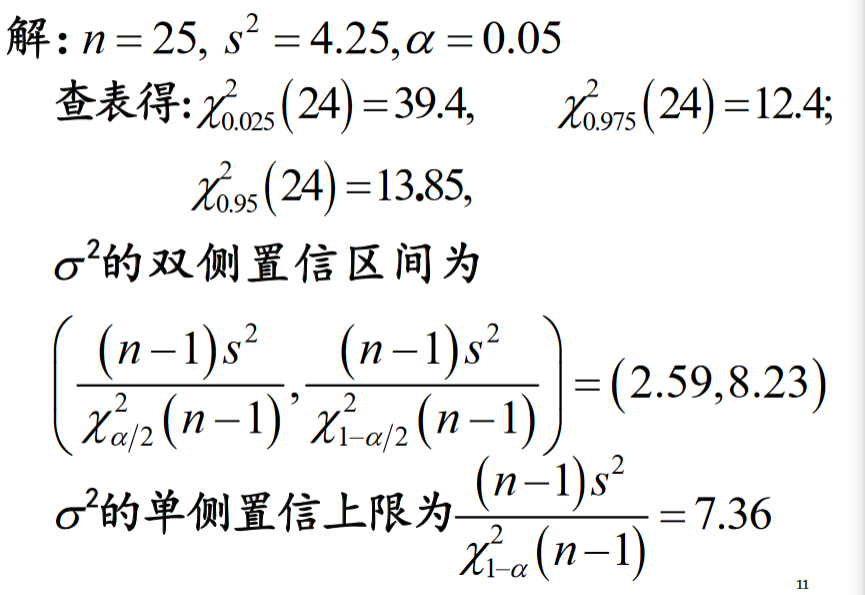 解: n = 25, s² = 4.25, α = 0.05
查表得: χ²₀.₀₂₅(24) = 39.4, χ²₀.₉₇₅(24) = 12.4;
χ²₀.₉₅(24) = 13.85,
σ²的双侧置信区间为
((n−1)s² / χ²_{α/2}(n−1), (n−1)s² / χ²_{1−α/2}(n−1)) = (2.59, 8.23)
σ²的单侧置信上限为 (n−1)s² / χ²_{1−α}(n−1) = 7.36
11